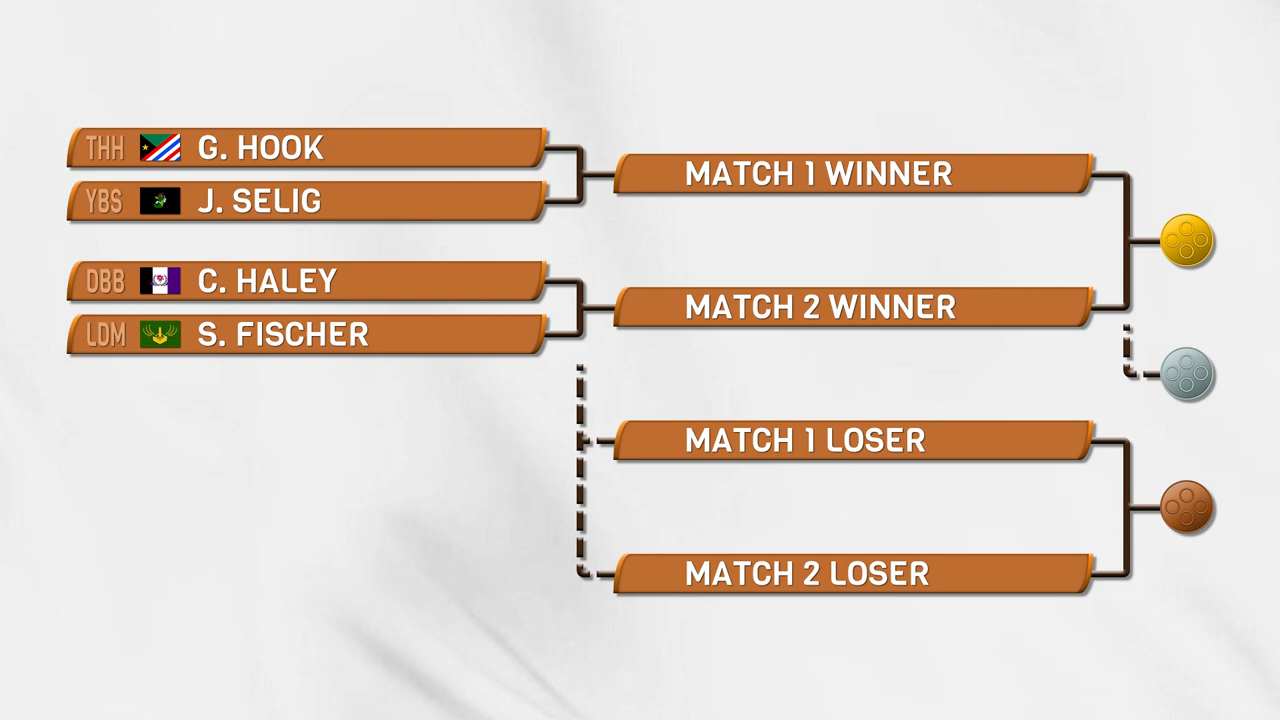 THH G. HOOK
YBS J. SELIG
DBB C. HALEY
LDM S. FISCHER
MATCH 1 WINNER
MATCH 2 WINNER
MATCH 1 LOSER
MATCH 2 LOSER